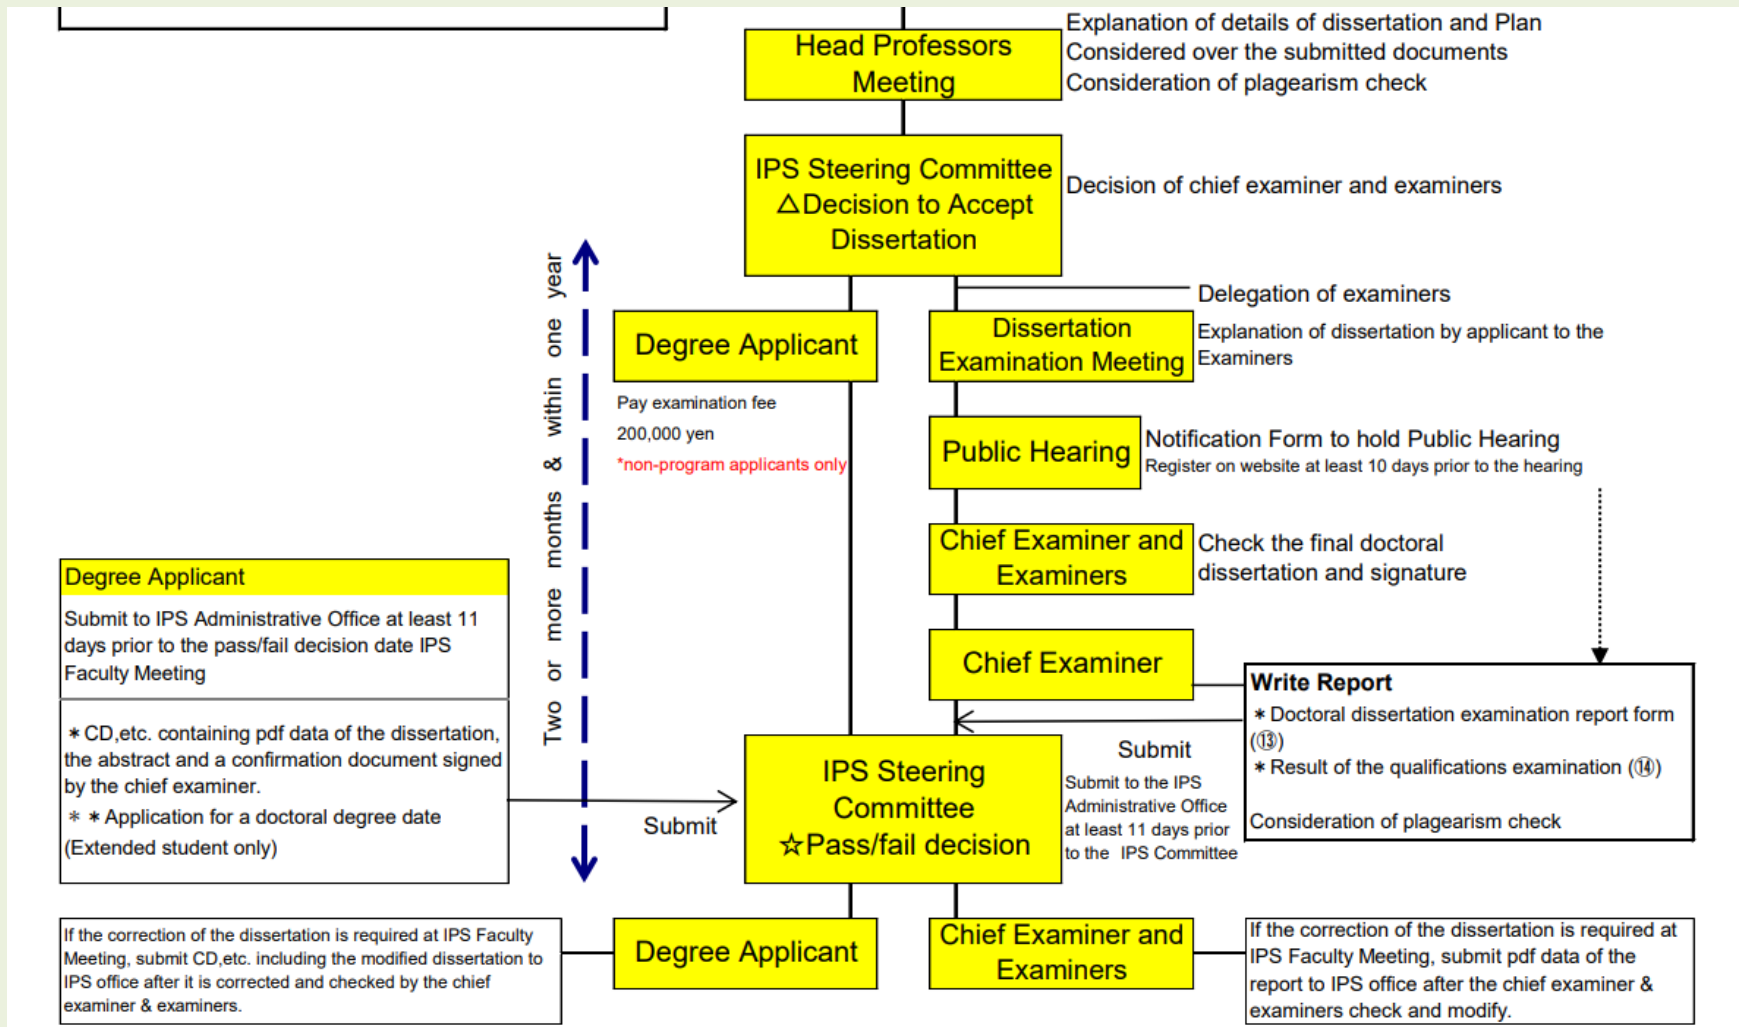 Head Professors
Meeting
Explanation of details of dissertation and Plan
Considered over the submitted documents
Consideration of plagearism check
IPS Steering Committee
△Decision to Accept
Dissertation
Decision of chief examiner and examiners
Two or more months & within one year
Delegation of examiners
Degree Applicant
Pay examination fee
200,000 yen
*non-program applicants only
Dissertation
Examination Meeting
Explanation of dissertation by applicant to the
Examiners
Public Hearing
Notification Form to hold Public Hearing
Register on website at least 10 days prior to the hearing
Chief Examiner and
Examiners
Check the final doctoral
dissertation and signature
Degree Applicant
Submit to IPS Administrative Office at least 11
days prior to the pass/fail decision date IPS
Faculty Meeting
＊CD,etc. containing pdf data of the dissertation,
the abstract and a confirmation document signed
by the chief examiner.
＊＊Application for a doctoral degree date
(Extended student only)
Submit
Chief Examiner
Write Report
＊Doctoral dissertation examination report form
(⑬)
＊Result of the qualifications examination (⑭)
Consideration of plagearism check
Submit
Submit to the IPS
Administrative Office
at least 11 days prior
to the IPS Committee
IPS Steering
Committee
☆Pass/fail decision
If the correction of the dissertation is required at IPS Faculty
Meeting, submit CD,etc. including the modified dissertation to
IPS office after it is corrected and checked by the chief
examiner & examiners.
Degree Applicant
Chief Examiner and
Examiners
If the correction of the dissertation is required at
IPS Faculty Meeting, submit pdf data of the
report to IPS office after the chief examiner &
examiners check and modify.